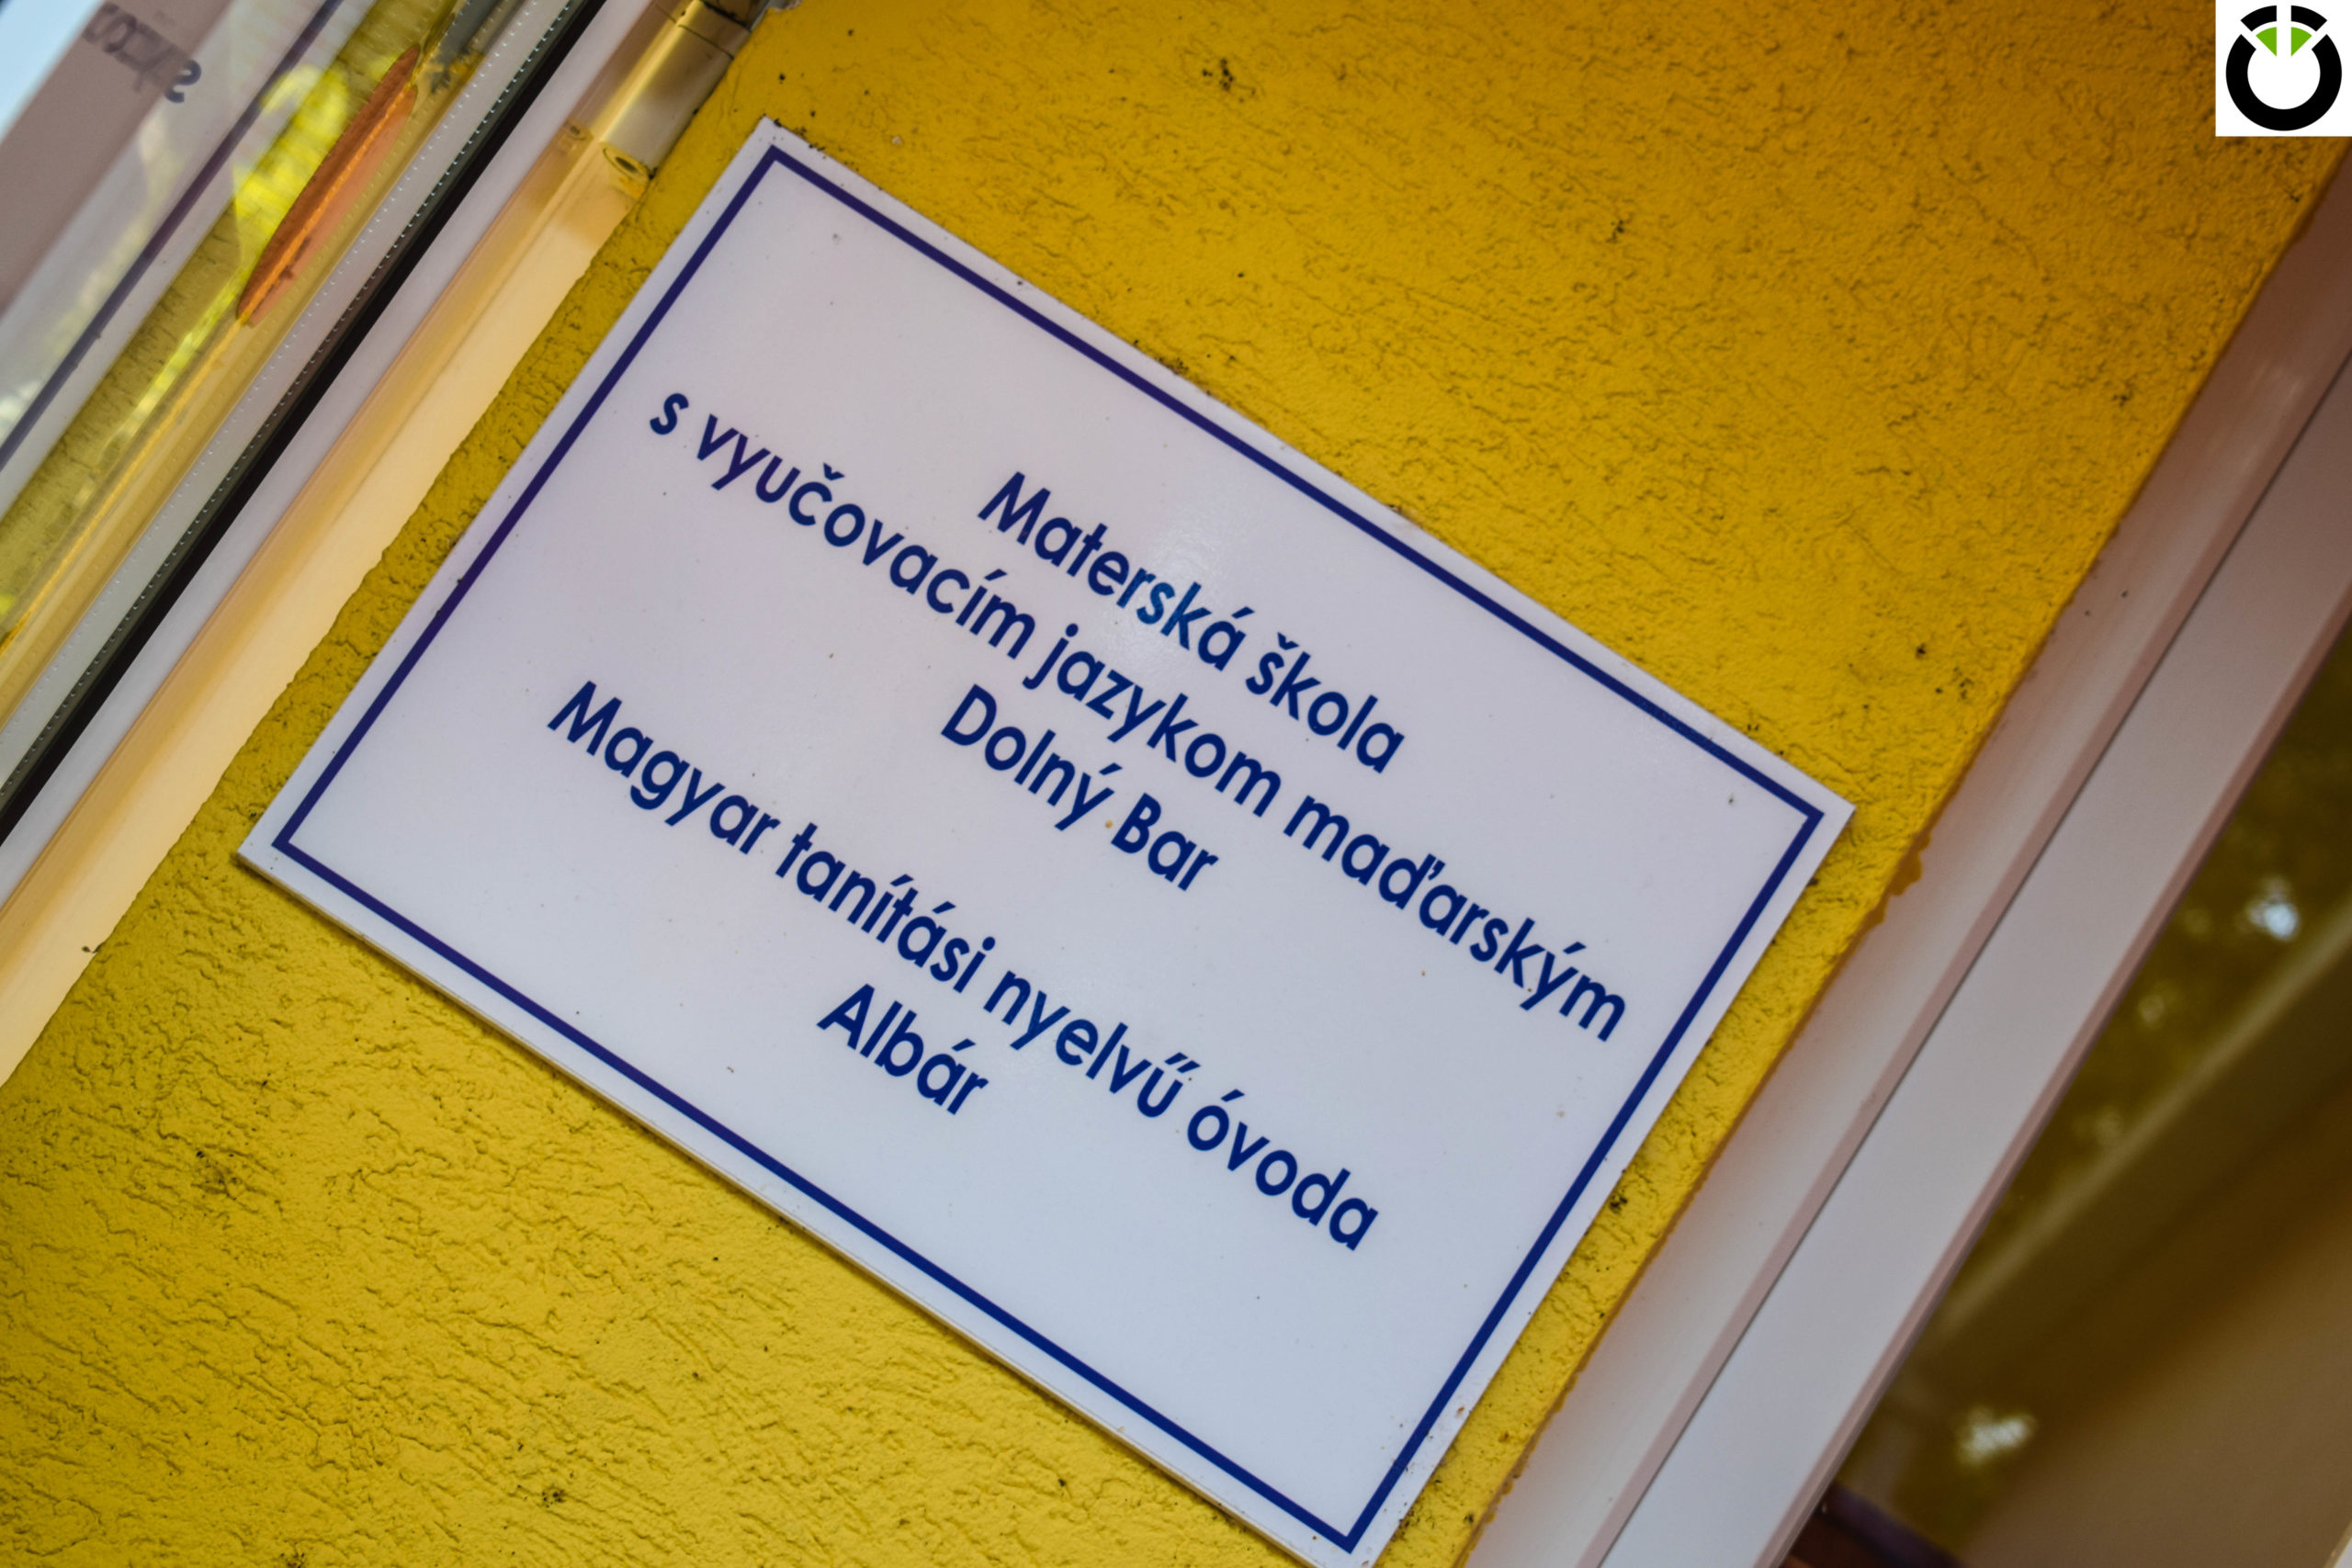 Materská škola
s vyučovacím jazykom maďarským
Dolný Bar
Magyar tanítási nyelvű óvoda
Albár